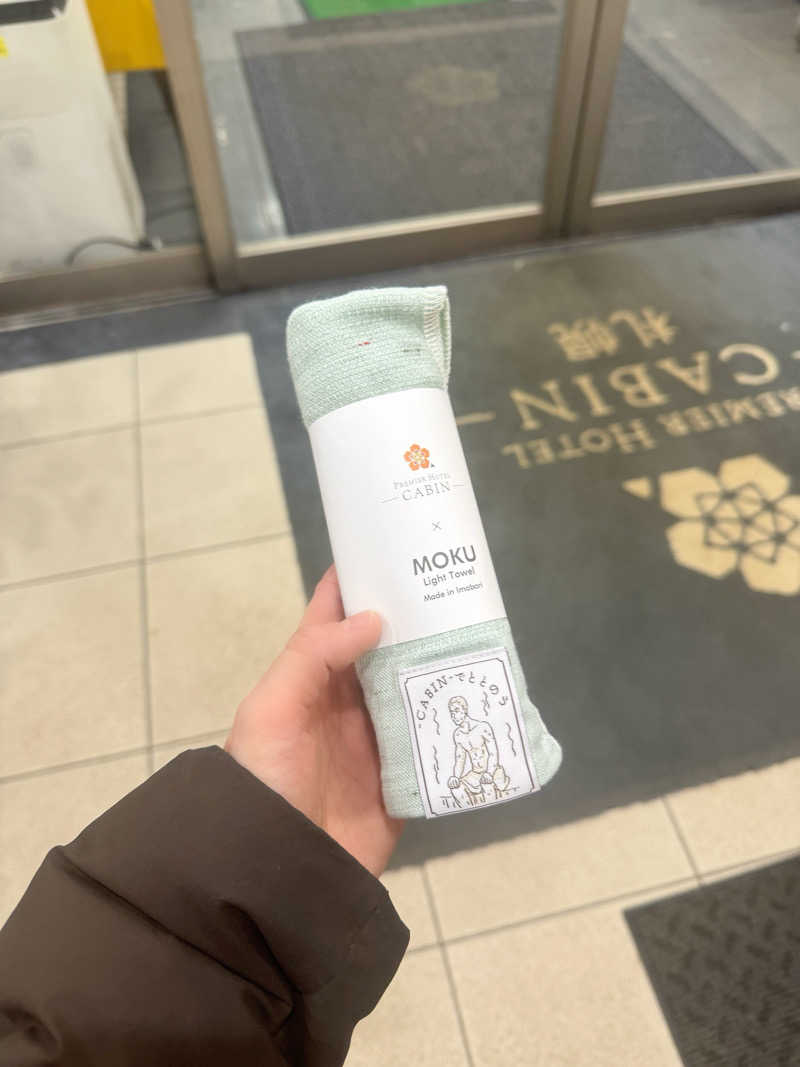 PREMIER HOTEL
CABIN
×
MOKU
Light Towel
Made in Imabari
"CABIN"でととのう
PREMIER HOTEL
CABIN
札幌